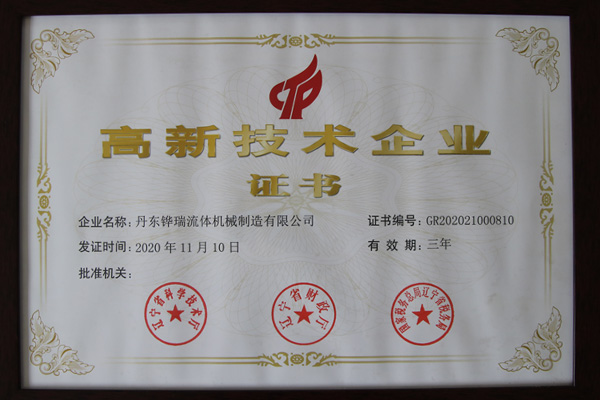 高新技术企业
证书
企业名称：丹东铧瑞流体机械制造有限公司
证书编号：GR202021000810
发证时间：2020 年 11 月 10 日
有 效 期：三年
批准机关：
辽宁省科学技术厅
辽宁省财政厅
国家税务总局辽宁省税务局